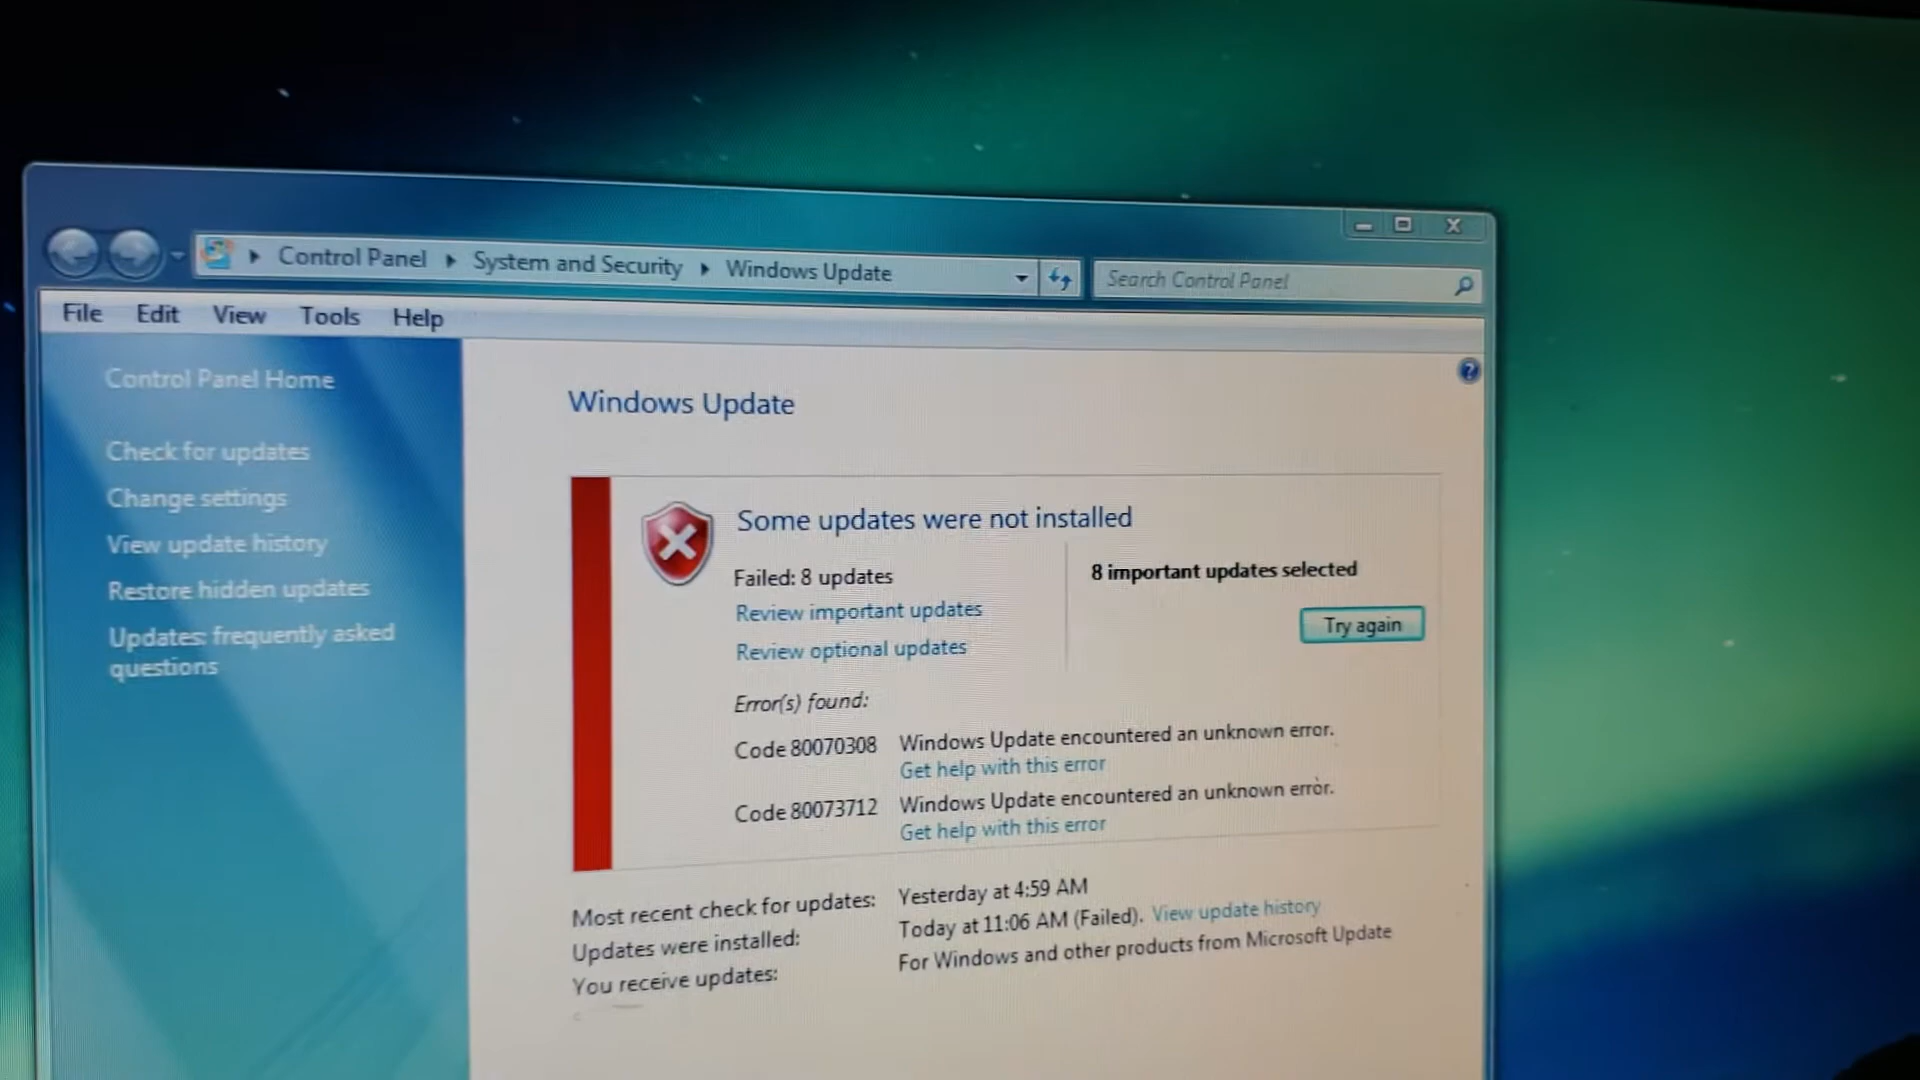 Control Panel System and Security Windows Update
Search Control Panel
File Edit View Tools Help
Control Panel Home
Check for updates
Change settings
View update history
Restore hidden updates
Updates: frequently asked
questions
Windows Update
Some updates were not installed
Failed: 8 updates
Review important updates
Review optional updates
8 important updates selected
Try again
Error(s) found:
Code 80070308 Windows Update encountered an unknown error.
Get help with this error
Code 80073712 Windows Update encountered an unknown error.
Get help with this error
Most recent check for updates: Yesterday at 4:59 AM
Updates were installed: Today at 11:06 AM (Failed). View update history
You receive updates: For Windows and other products from Microsoft Update